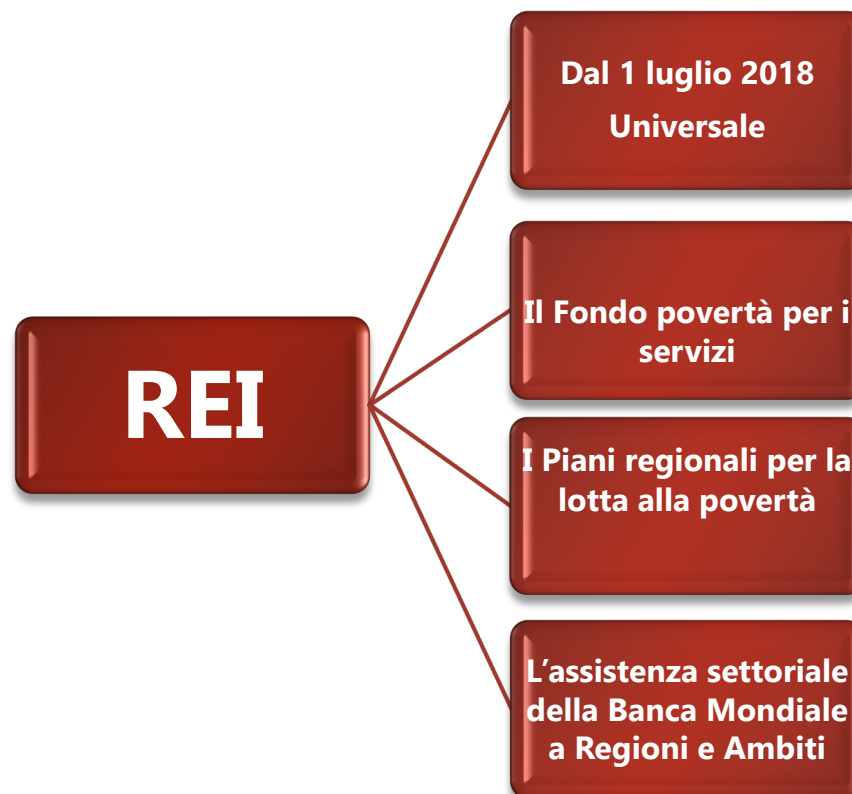 REI
Dal 1 luglio 2018
Universale
Il Fondo povertà per i
servizi
I Piani regionali per la
lotta alla povertà
L’assistenza settoriale
della Banca Mondiale
a Regioni e Ambiti